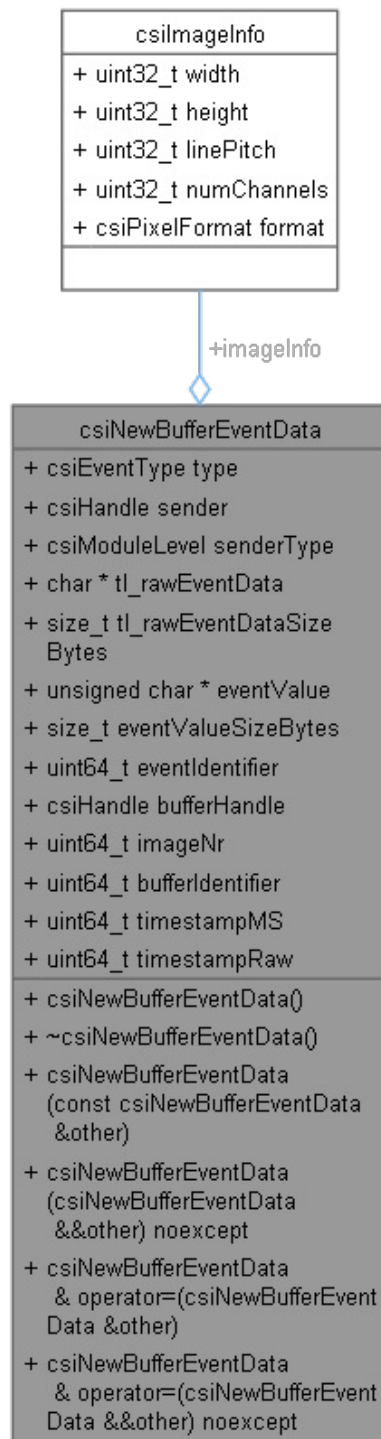 csiImageInfo
+ uint32_t width
+ uint32_t height
+ uint32_t linePitch
+ uint32_t numChannels
+ csiPixelFormat format
+imageInfo
csiNewBufferEventData
+ csiEventType type
+ csiHandle sender
+ csiModuleLevel senderType
+ char * tl_rawEventData
+ size_t tl_rawEventDataSize
Bytes
+ unsigned char * eventValue
+ size_t eventValueSizeBytes
+ uint64_t eventIdentifier
+ csiHandle bufferHandle
+ uint64_t imageNr
+ uint64_t bufferIdentifier
+ uint64_t timestampMS
+ uint64_t timestampRaw
+ csiNewBufferEventData()
+ ~csiNewBufferEventData()
+ csiNewBufferEventData
(const csiNewBufferEventData
&other)
+ csiNewBufferEventData
(csiNewBufferEventData
&&other) noexcept
+ csiNewBufferEventData
& operator=(csiNewBufferEvent
Data &other)
+ csiNewBufferEventData
& operator=(csiNewBufferEvent
Data &&other) noexcept